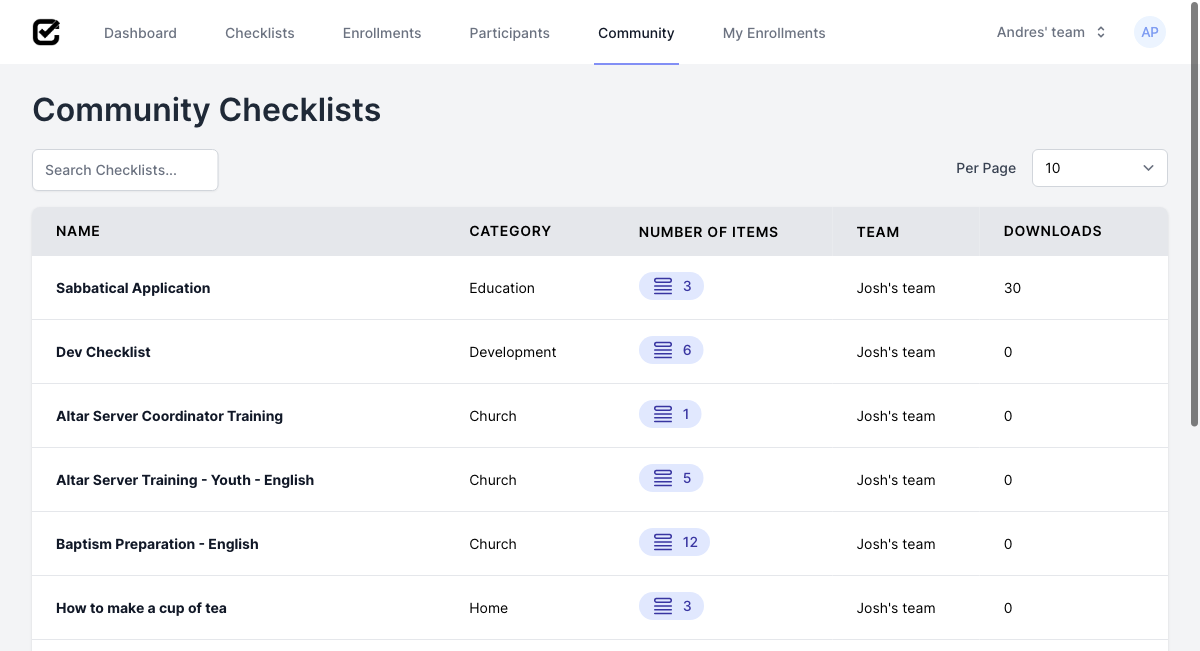 Dashboard Checklists Enrollments Participants Community My Enrollments Andres' team AP
Community Checklists
Search Checklists... Per Page 10
NAME CATEGORY NUMBER OF ITEMS TEAM DOWNLOADS
Sabbatical Application Education 3 Josh's team 30
Dev Checklist Development 6 Josh's team 0
Altar Server Coordinator Training Church 1 Josh's team 0
Altar Server Training - Youth - English Church 5 Josh's team 0
Baptism Preparation - English Church 12 Josh's team 0
How to make a cup of tea Home 3 Josh's team 0